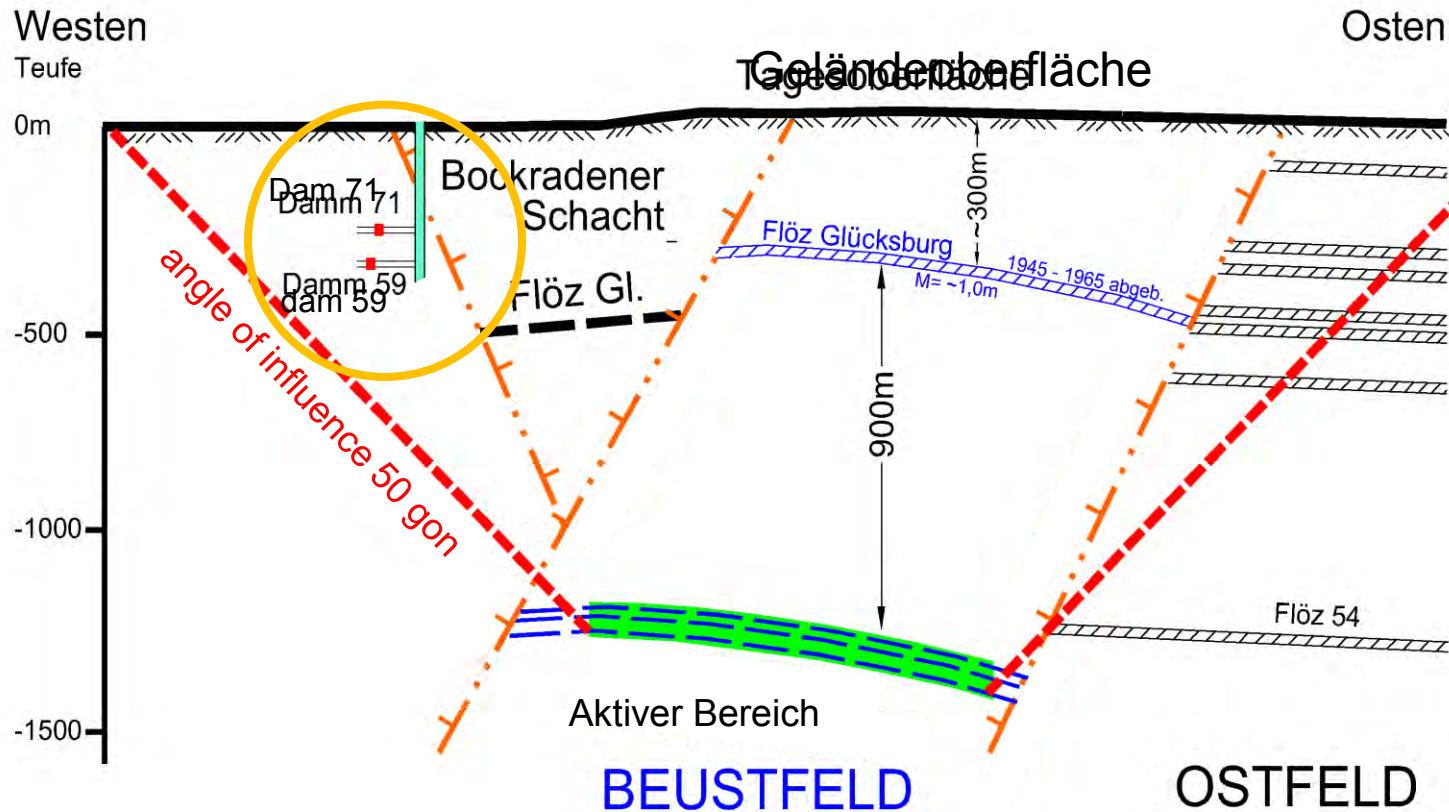 Westen
Osten
Teufe
Geländeoberfläche
Tagesoberfläche
0m
Dam 71
Damm 71
Bockradener
Schacht
~300m
Flöz Glücksburg
1945 - 1965 abgeb.
M= ~1,0m
Damm 59
dam 59
Flöz Gl.
-500
angle of influence 50 gon
900m
-1000
Flöz 54
Aktiver Bereich
-1500
BEUSTFELD
OSTFELD